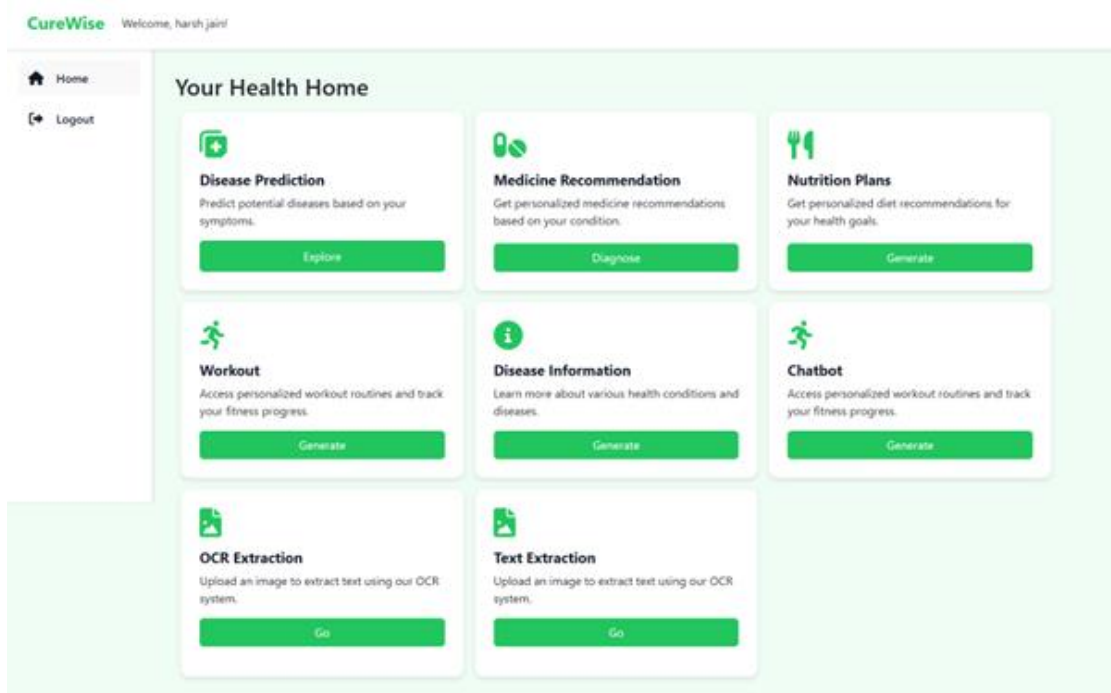 CureWise Welcome, harsh jain!
Home
Logout
Your Health Home
Disease Prediction
Predict potential diseases based on your
symptoms.
Explore
Medicine Recommendation
Get personalized medicine recommendations
based on your condition.
Diagnose
Nutrition Plans
Get personalized diet recommendations for
your health goals.
Generate
Workout
Access personalized workout routines and track
your fitness progress.
Generate
Disease Information
Learn more about various health conditions and
diseases.
Generate
Chatbot
Access personalized workout routines and track
your fitness progress.
Generate
OCR Extraction
Upload an image to extract text using our OCR
system.
Go
Text Extraction
Upload an image to extract text using our OCR
system.
Go